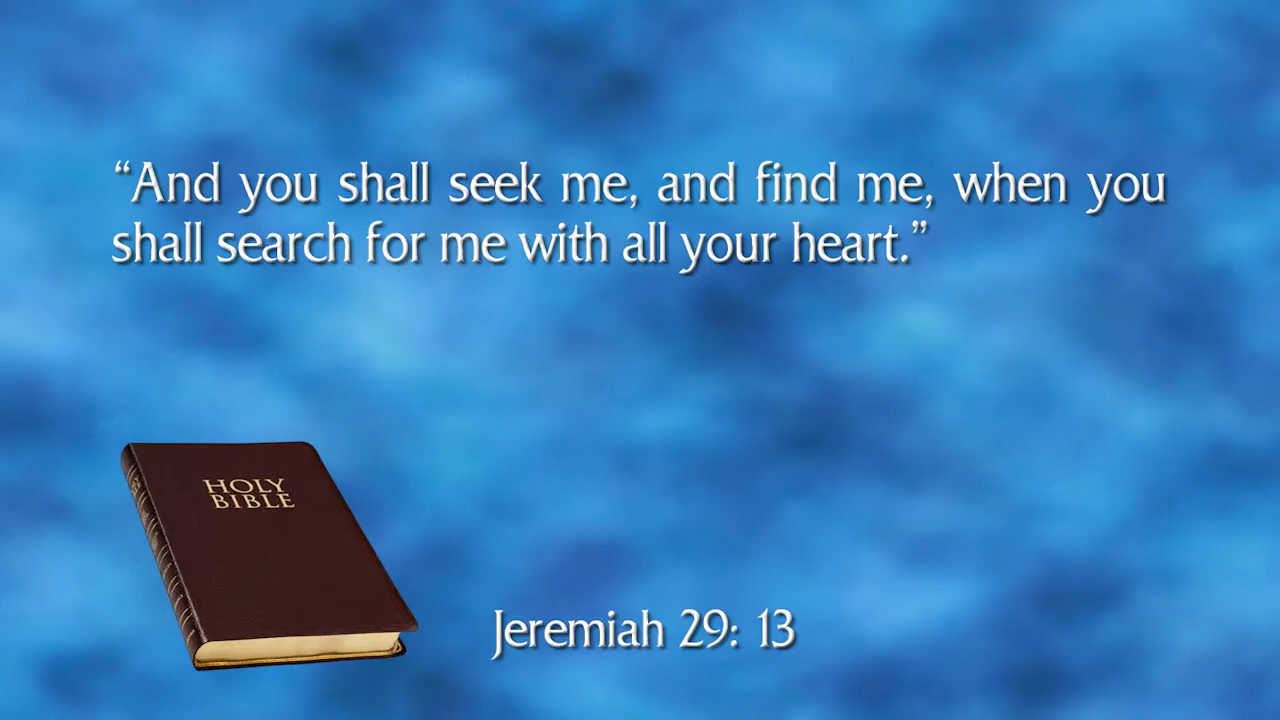 “And you shall seek me, and find me, when you
shall search for me with all your heart.”
HOLY
BIBLE
Jeremiah 29: 13